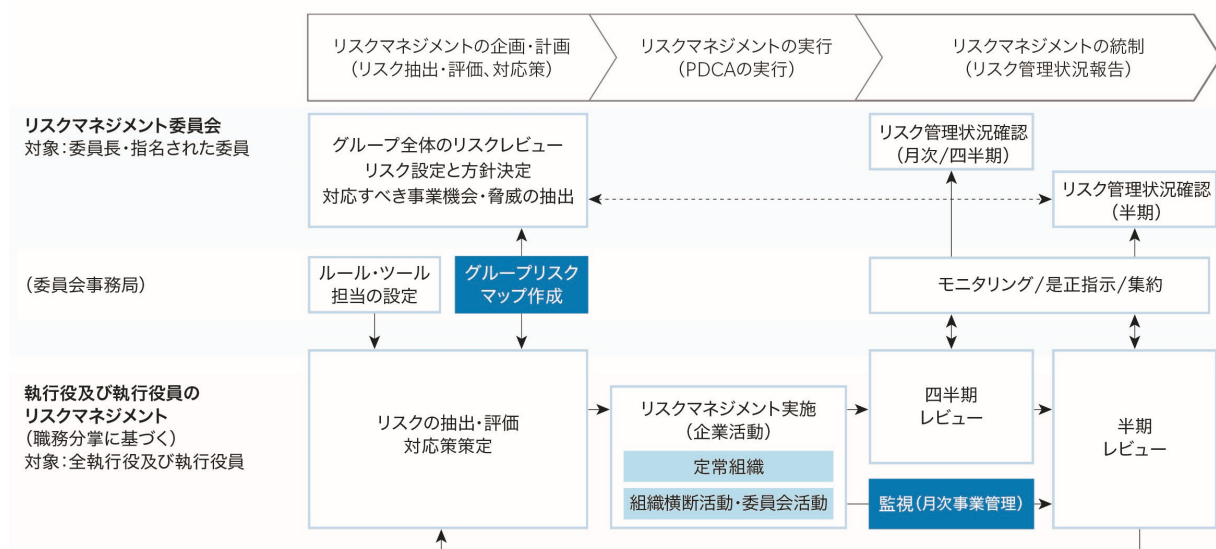 リスクマネジメントの企画・計画
(リスク抽出・評価、対応策)
リスクマネジメントの実行
(PDCAの実行)
リスクマネジメントの統制
(リスク管理状況報告)
リスクマネジメント委員会
対象:委員長・指名された委員
グループ全体のリスクレビュー
リスク設定と方針決定
対応すべき事業機会・脅威の抽出
リスク管理状況確認
(月次/四半期)
リスク管理状況確認
(半期)
(委員会事務局)
ルール・ツール
担当の設定
グループリスク
マップ作成
モニタリング/是正指示/集約
執行役及び執行役員の
リスクマネジメント
(職務分掌に基づく)
対象:全執行役及び執行役員
リスクの抽出・評価
対応策策定
リスクマネジメント実施
(企業活動)
定常組織
組織横断活動・委員会活動
四半期
レビュー
監視(月次事業管理)
半期
レビュー